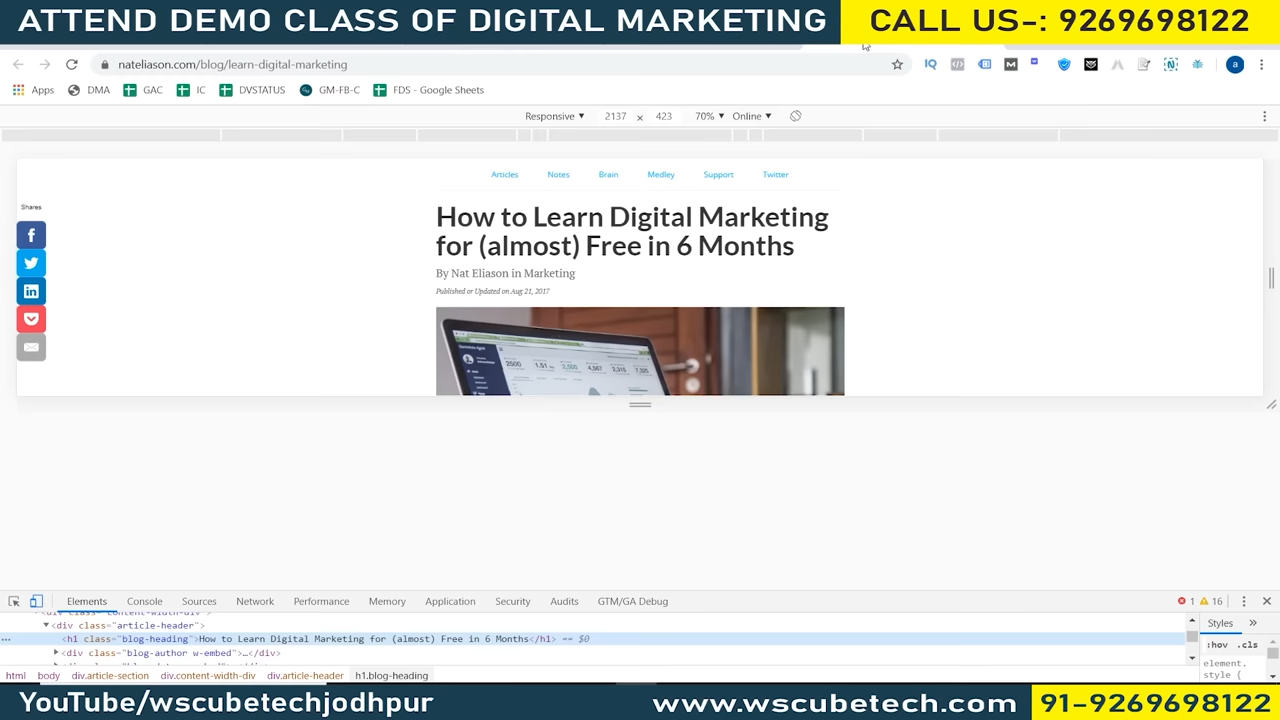 ATTEND DEMO CLASS OF DIGITAL MARKETING
CALL US-: 9269698122
nateliason.com/blog/learn-digital-marketing
Apps DMA GAC IC DVSTATUS GM-FB-C FDS - Google Sheets
Responsive ▼ 2137 x 423 70% ▼ Online ▼
Articles Notes Brain Medley Support Twitter
Shares
How to Learn Digital Marketing
for (almost) Free in 6 Months
By Nat Eliason in Marketing
Published or Updated on Aug 21, 2017
Elements Console Sources Network Performance Memory Application Security Audits GTM/GA Debug 1 16
<div class="content-width-div">
▼<div class="article-header">
Styles »
<h1 class="blog-heading">How to Learn Digital Marketing for (almost) Free in 6 Months</h1> == $0
:hov .cls
▶<div class="blog-author w-embed">…</div>
element.
style {
html body div.article-section div.content-width-div div.article-header h1.blog-heading
YouTube/wscubetechjodhpur
www.wscubetech.com
91-9269698122